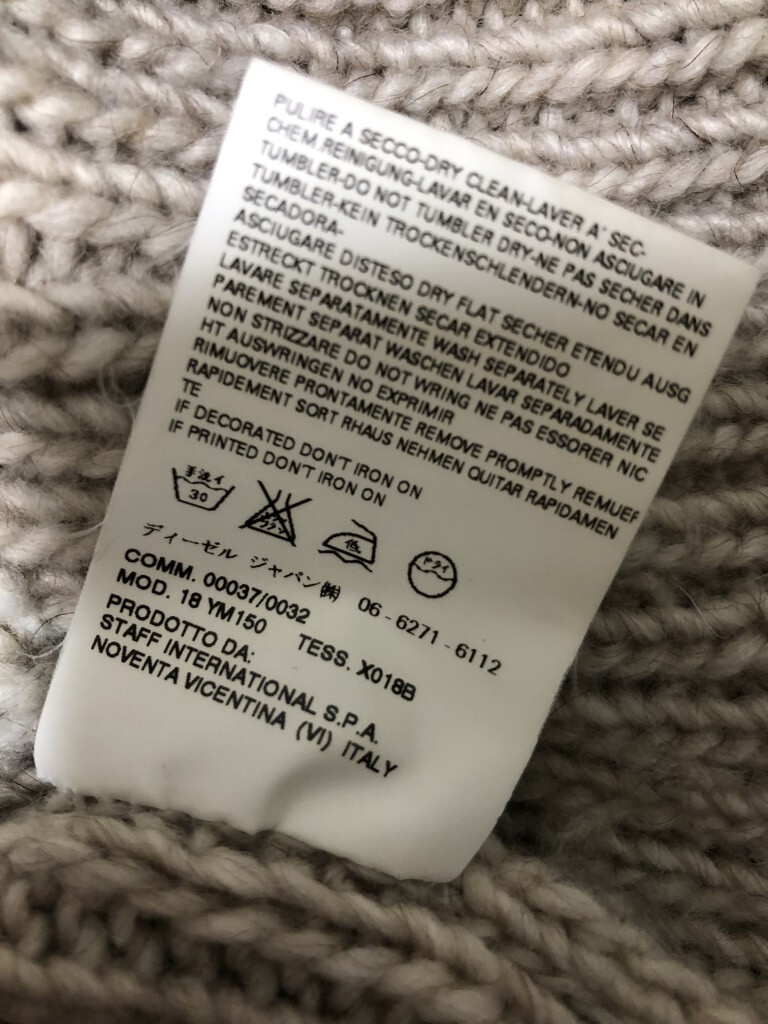 PULIRE A SECCO-DRY CLEAN-LAVER A' SEC-
CHEM.REINIGUNG-LAVAR EN SECO-NON ASCIUGARE IN
TUMBLER-DO NOT TUMBLER DRY-NE PAS SECHER DANS
TUMBLER-KEIN TROCKENSCHLENDERN-NO SECAR EN
SECADORA-
ASCIUGARE DISTESO DRY FLAT SECHER ETENDU AUSG
ESTRECKT TROCKNEN SECAR EXTENDIDO
LAVARE SEPARATAMENTE WASH SEPARATELY LAVER SE
PAREMENT SEPARAT WASCHEN LAVAR SEPARADAMENTE
NON STRIZZARE DO NOT WRING NE PAS ESSORER NIC
HT AUSWRINGEN NO EXPRIMIR
RIMUOVERE PRONTAMENTE REMOVE PROMPTLY REMUER
RAPIDEMENT SORT RHAUS NEHMEN QUITAR RAPIDAMEN
TE
IF DECORATED DON'T IRON ON
IF PRINTED DON'T IRON ON
手洗イ 30 低 ドライ
ディーゼル ジャパン㈱ 06-6271-6112
COMM. 00037/0032
MOD. 18 YM150 TESS. X018B
PRODOTTO DA:
STAFF INTERNATIONAL S.P.A.
NOVENTA VICENTINA (VI) ITALY